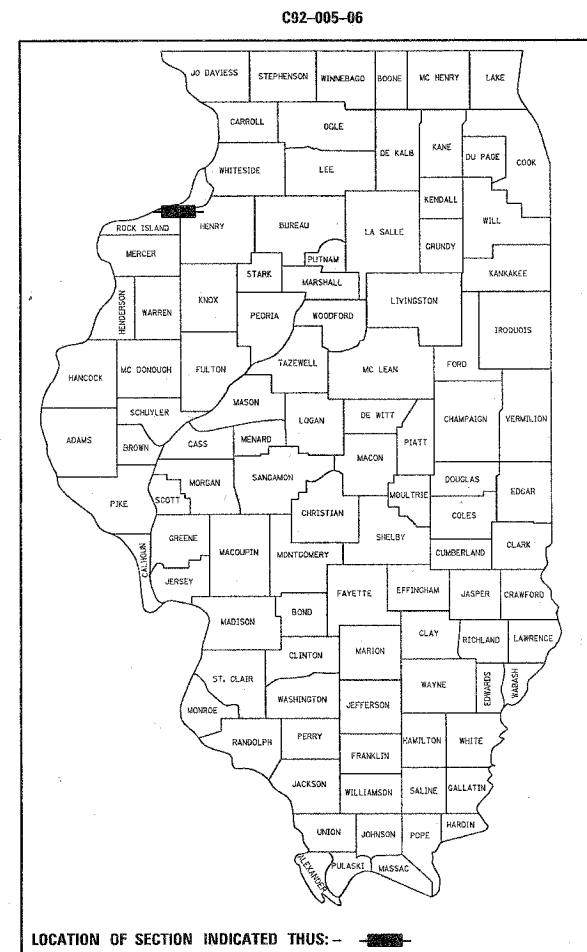 C92-005-06
JO DAVIESS STEPHENSON WINNEBAGO BOONE MC HENRY LAKE
CARROLL OGLE
DE KALB KANE DU PAGE COOK
WHITESIDE LEE
KENDALL WILL
ROCK ISLAND HENRY BUREAU LA SALLE GRUNDY
MERCER PUTNAM
STARK MARSHALL KANKAKEE
HENDERSON WARREN KNOX PEORIA WOODFORD LIVINGSTON IROQUOIS
HANCOCK MC DONOUGH FULTON TAZEWELL MC LEAN FORD
SCHUYLER MASON LOGAN DE WITT CHAMPAIGN VERMILION
ADAMS BROWN CASS MENARD MACON PIATT
PIKE SCOTT MORGAN SANGAMON CHRISTIAN MOULTRIE DOUGLAS EDGAR
COLES
GREENE MACOUPIN MONTGOMERY SHELBY CUMBERLAND CLARK
CALHOUN JERSEY
FAYETTE EFFINGHAM JASPER CRAWFORD
MADISON BOND
CLAY RICHLAND LAWRENCE
CLINTON MARION
ST. CLAIR WAYNE EDWARDS WABASH
MONROE WASHINGTON JEFFERSON
RANDOLPH PERRY HAMILTON WHITE
FRANKLIN
JACKSON WILLIAMSON SALINE GALLATIN
UNION JOHNSON POPE HARDIN
ALEXANDER PULASKI MASSAC
LOCATION OF SECTION INDICATED THUS: -